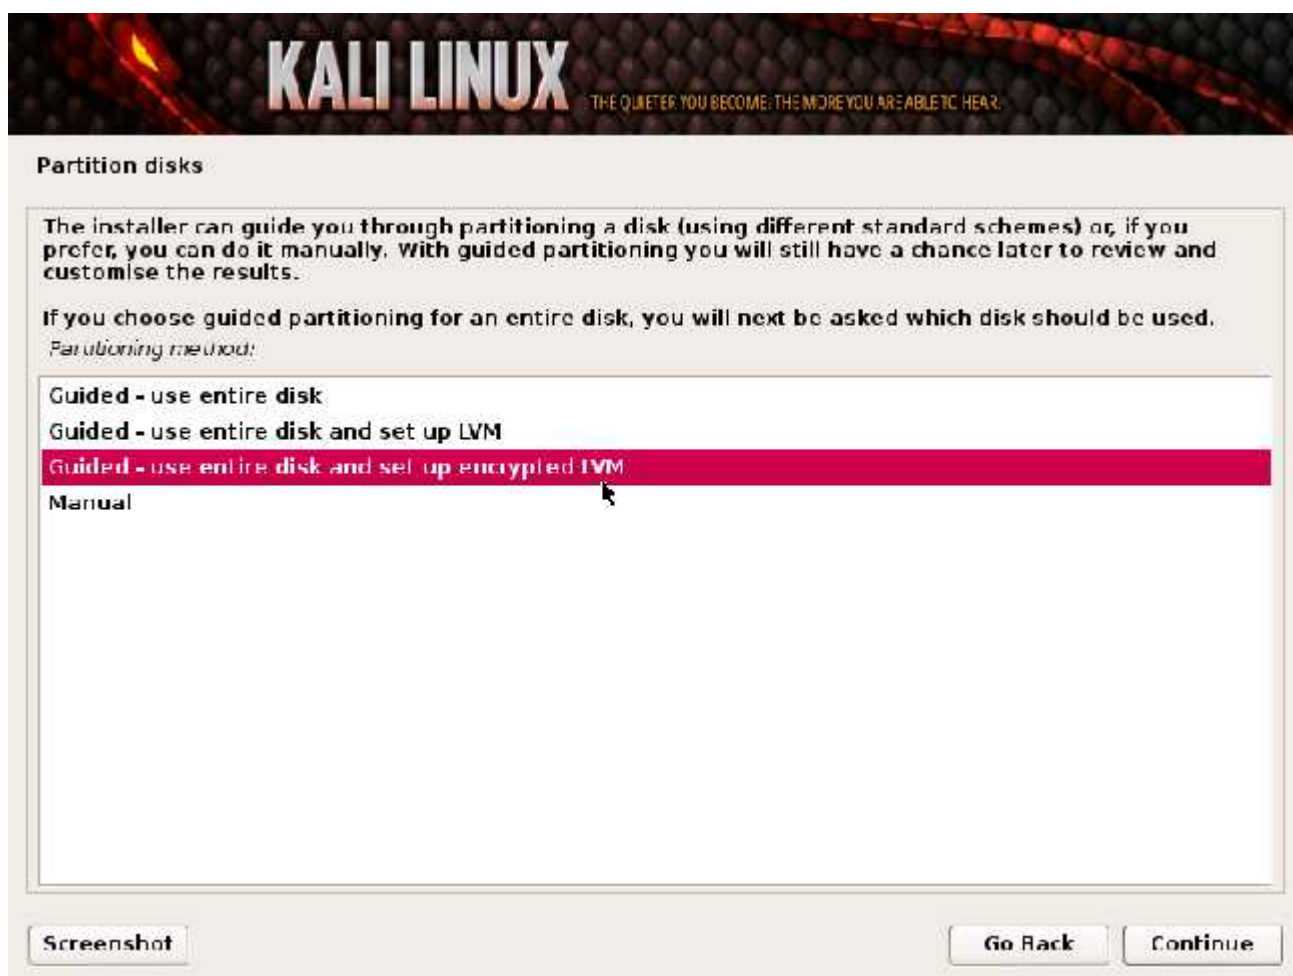 KALI LINUX
THE QUIETER YOU BECOME, THE MORE YOU ARE ABLE TO HEAR.
Partition disks
The installer can guide you through partitioning a disk (using different standard schemes) or, if you
prefer, you can do it manually. With guided partitioning you will still have a chance later to review and
customise the results.
If you choose guided partitioning for an entire disk, you will next be asked which disk should be used.
Partitioning method:
Guided - use entire disk
Guided - use entire disk and set up LVM
Guided - use entire disk and set up encrypted LVM
Manual
Screenshot
Go Back
Continue